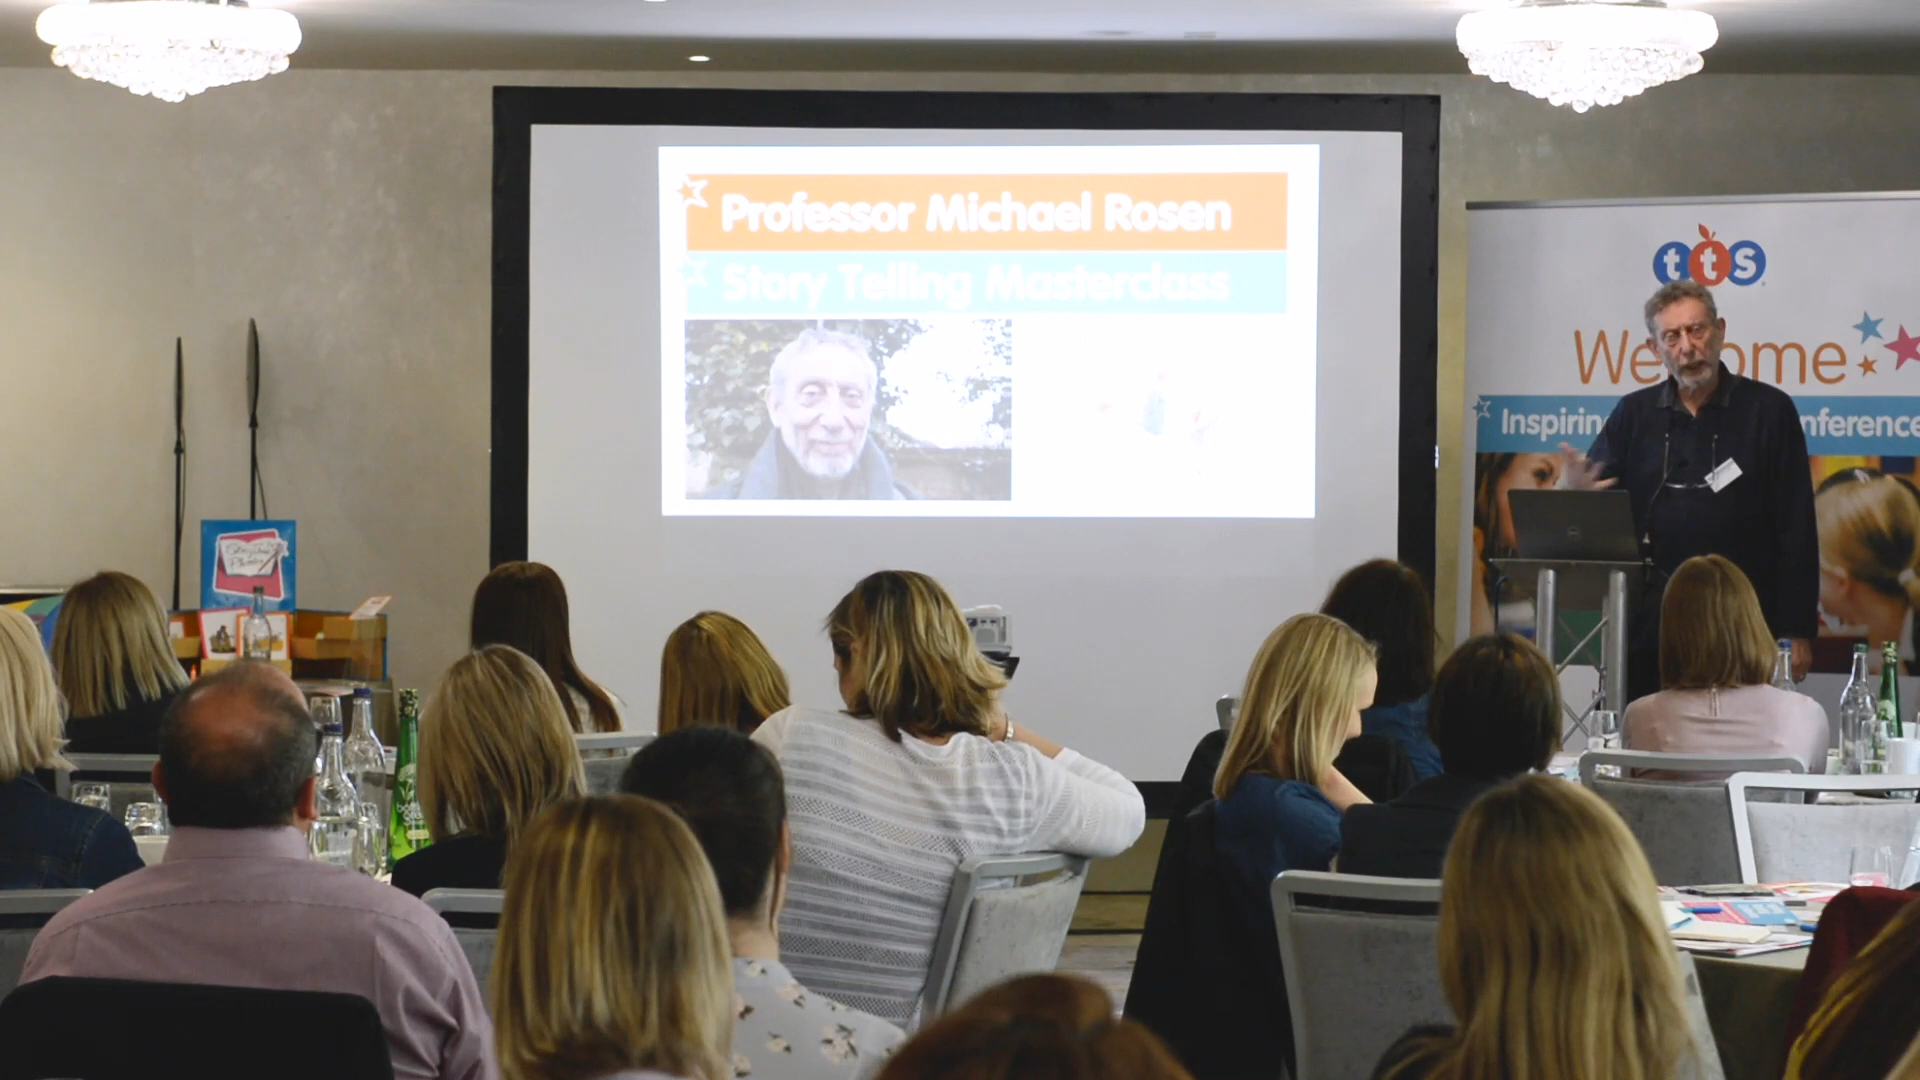 Professor Michael Rosen
Story Telling Masterclass
tts
We ome
Inspirin nference